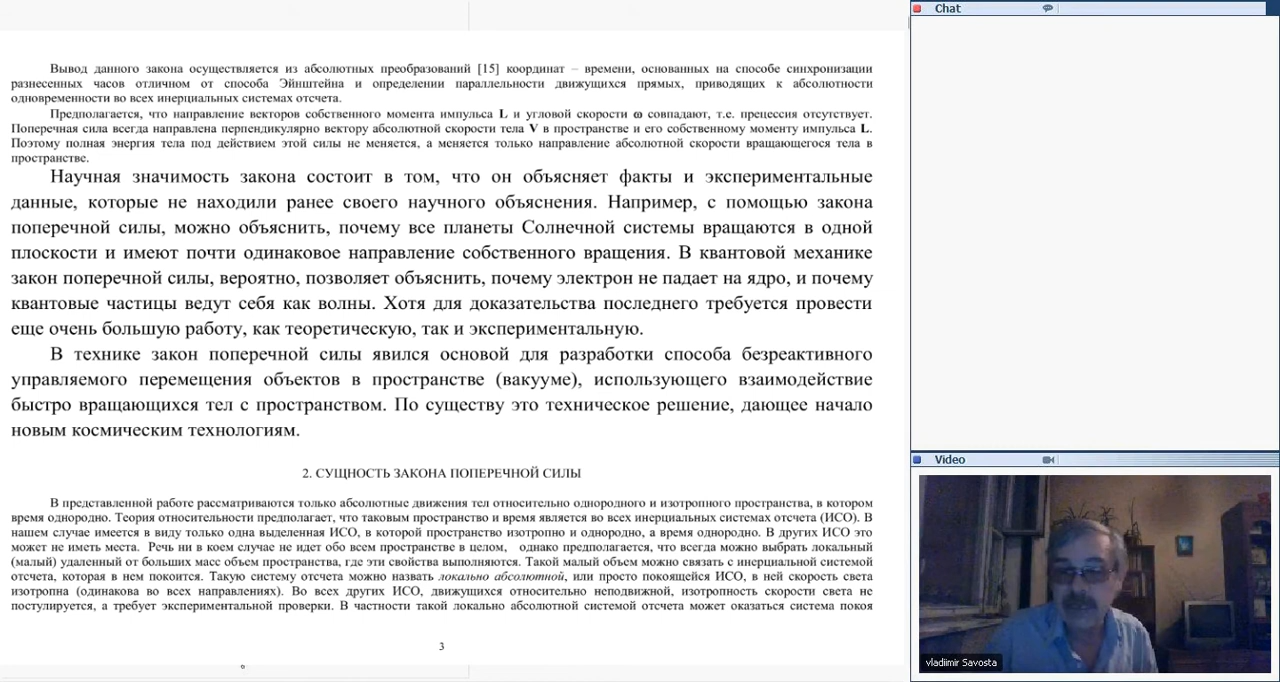 Вывод данного закона осуществляется из абсолютных преобразований [15] координат – времени, основанных на способе синхронизации
разнесенных часов отличном от способа Эйнштейна и определении параллельности движущихся прямых, приводящих к абсолютности
одновременности во всех инерциальных системах отсчета.
Предполагается, что направление векторов собственного момента импульса L и угловой скорости ω совпадают, т.е. прецессия отсутствует.
Поперечная сила всегда направлена перпендикулярно вектору абсолютной скорости тела V в пространстве и его собственному моменту импульса L.
Поэтому полная энергия тела под действием этой силы не меняется, а меняется только направление абсолютной скорости вращающегося тела в
пространстве.
Научная значимость закона состоит в том, что он объясняет факты и экспериментальные
данные, которые не находили ранее своего научного объяснения. Например, с помощью закона
поперечной силы, можно объяснить, почему все планеты Солнечной системы вращаются в одной
плоскости и имеют почти одинаковое направление собственного вращения. В квантовой механике
закон поперечной силы, вероятно, позволяет объяснить, почему электрон не падает на ядро, и почему
квантовые частицы ведут себя как волны. Хотя для доказательства последнего требуется провести
еще очень большую работу, как теоретическую, так и экспериментальную.
В технике закон поперечной силы явился основой для разработки способа безреактивного
управляемого перемещения объектов в пространстве (вакууме), использующего взаимодействие
быстро вращающихся тел с пространством. По существу это техническое решение, дающее начало
новым космическим технологиям.
2. СУЩНОСТЬ ЗАКОНА ПОПЕРЕЧНОЙ СИЛЫ
В представленной работе рассматриваются только абсолютные движения тел относительно однородного и изотропного пространства, в котором
время однородно. Теория относительности предполагает, что таковым пространство и время является во всех инерциальных системах отсчета (ИСО). В
нашем случае имеется в виду только одна выделенная ИСО, в которой пространство изотропно и однородно, а время однородно. В других ИСО это
может не иметь места. Речь ни в коем случае не идет обо всем пространстве в целом, однако предполагается, что всегда можно выбрать локальный
(малый) удаленный от больших масс объем пространства, где эти свойства выполняются. Такой малый объем можно связать с инерциальной системой
отсчета, которая в нем покоится. Такую систему отсчета можно назвать локально абсолютной, или просто покоящейся ИСО, в ней скорость света
изотропна (одинакова во всех направлениях). Во всех других ИСО, движущихся относительно неподвижной, изотропность скорости света не
постулируется, а требует экспериментальной проверки. В частности такой локально абсолютной системой отсчета может оказаться система покоя
3
6
Chat
Video
vladiimir Savosta